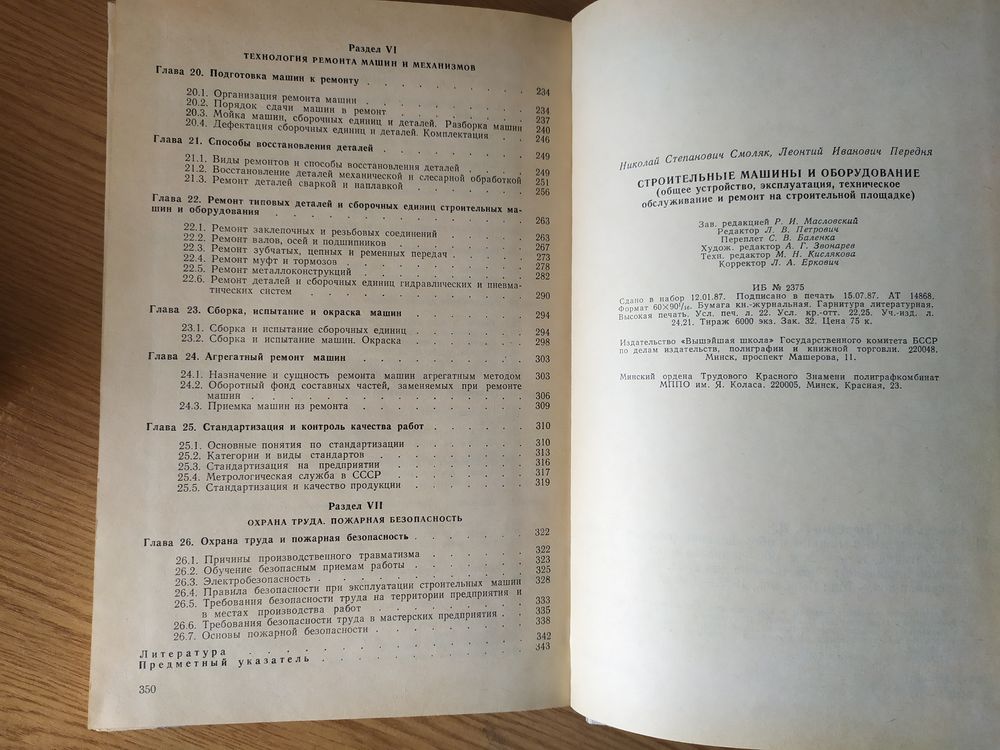 Раздел VI
ТЕХНОЛОГИЯ РЕМОНТА МАШИН И МЕХАНИЗМОВ
Глава 20. Подготовка машин к ремонту . . . . . . . . 234
20.1. Организация ремонта машин . . . . . . . . 234
20.2. Порядок сдачи машин в ремонт . . . . . . . 237
20.3. Мойка машин, сборочных единиц и деталей. Разборка машин 240
20.4. Дефектация сборочных единиц и деталей. Комплектация . . 246
Глава 21. Способы восстановления деталей . . . . . . . 249
21.1. Виды ремонтов и способы восстановления деталей . . . . 249
21.2. Восстановление деталей механической и слесарной обработкой 251
21.3. Ремонт деталей сваркой и наплавкой . . . . . . 256
Глава 22. Ремонт типовых деталей и сборочных единиц строительных ма-
шин и оборудования . . . . . . . . . . 263
22.1. Ремонт заклепочных и резьбовых соединений . . . . 263
22.2. Ремонт валов, осей и подшипников . . . . . . 267
22.3. Ремонт зубчатых, цепных и ременных передач . . . . 273
22.4. Ремонт муфт и тормозов . . . . . . . . 278
22.5. Ремонт металлоконструкций . . . . . . . 282
22.6. Ремонт деталей и сборочных единиц гидравлических и пневма-
тических систем . . . . . . . . . . 290
Глава 23. Сборка, испытание и окраска машин . . . . . . 294
23.1. Сборка и испытание сборочных единиц . . . . . 294
23.2. Сборка и испытание машин. Окраска . . . . . . 298
Глава 24. Агрегатный ремонт машин . . . . . . . . 303
24.1. Назначение и сущность ремонта машин агрегатным методом 303
24.2. Оборотный фонд составных частей, заменяемых при ремонте
машин . . . . . . . . . . . . 306
24.3. Приемка машин из ремонта . . . . . . . . 309
Глава 25. Стандартизация и контроль качества работ . . . . . 310
25.1. Основные понятия по стандартизации . . . . . . 310
25.2. Категории и виды стандартов . . . . . . . 313
25.3. Стандартизация на предприятии . . . . . . . 316
25.4. Метрологическая служба в СССР . . . . . . . 317
25.5. Стандартизация и качество продукции . . . . . . 319
Раздел VII
ОХРАНА ТРУДА. ПОЖАРНАЯ БЕЗОПАСНОСТЬ
Глава 26. Охрана труда и пожарная безопасность . . . . . . 322
26.1. Причины производственного травматизма . . . . . 322
26.2. Обучение безопасным приемам работы . . . . . . 323
26.3. Электробезопасность . . . . . . . . . 325
26.4. Правила безопасности при эксплуатации строительных машин 328
26.5. Требования безопасности труда на территории предприятия и
в местах производства работ . . . . . . . . 333
26.6. Требования безопасности труда в мастерских предприятия . . 335
26.7. Основы пожарной безопасности . . . . . . . 338
Литература . . . . . . . . . . . . . 342
Предметный указатель . . . . . . . . . . . 343
350
Николай Степанович Смоляк, Леонтий Иванович Передня
СТРОИТЕЛЬНЫЕ МАШИНЫ И ОБОРУДОВАНИЕ
(общее устройство, эксплуатация, техническое
обслуживание и ремонт на строительной площадке)
Зав. редакцией Р. И. Масловский
Редактор Л. В. Петрович
Переплет С. В. Баленка
Худож. редактор А. Г. Звонарев
Техн. редактор М. Н. Кислякова
Корректор Л. А. Еркович
ИБ № 2375
Сдано в набор 12.01.87. Подписано в печать 15.07.87. АТ 14868.
Формат 60×90¹/₁₆. Бумага кн.-журнальная. Гарнитура литературная.
Высокая печать. Усл. печ. л. 22. Усл. кр.-отт. 22,25. Уч.-изд. л.
24,21. Тираж 6000 экз. Зак. 32. Цена 75 к.
Издательство «Вышэйшая школа» Государственного комитета БССР
по делам издательств, полиграфии и книжной торговли. 220048.
Минск, проспект Машерова, 11.
Минский ордена Трудового Красного Знамени полиграфкомбинат
МППО им. Я. Коласа. 220005, Минск, Красная, 23.